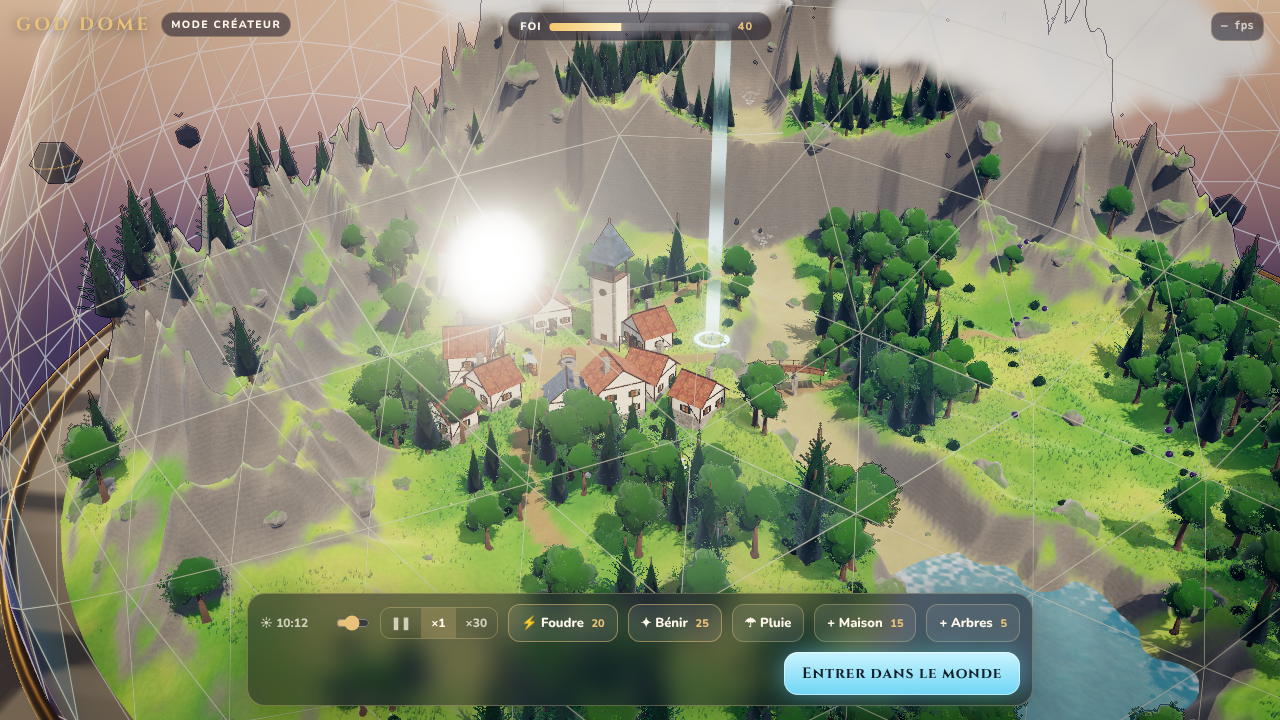 GOD DOME MODE CRÉATEUR FOI 40 – fps
☀ 10:12 ❚❚ ×1 ×30 ⚡ Foudre 20 ✦ Bénir 25 ☂ Pluie + Maison 15 + Arbres 5
Entrer dans le monde